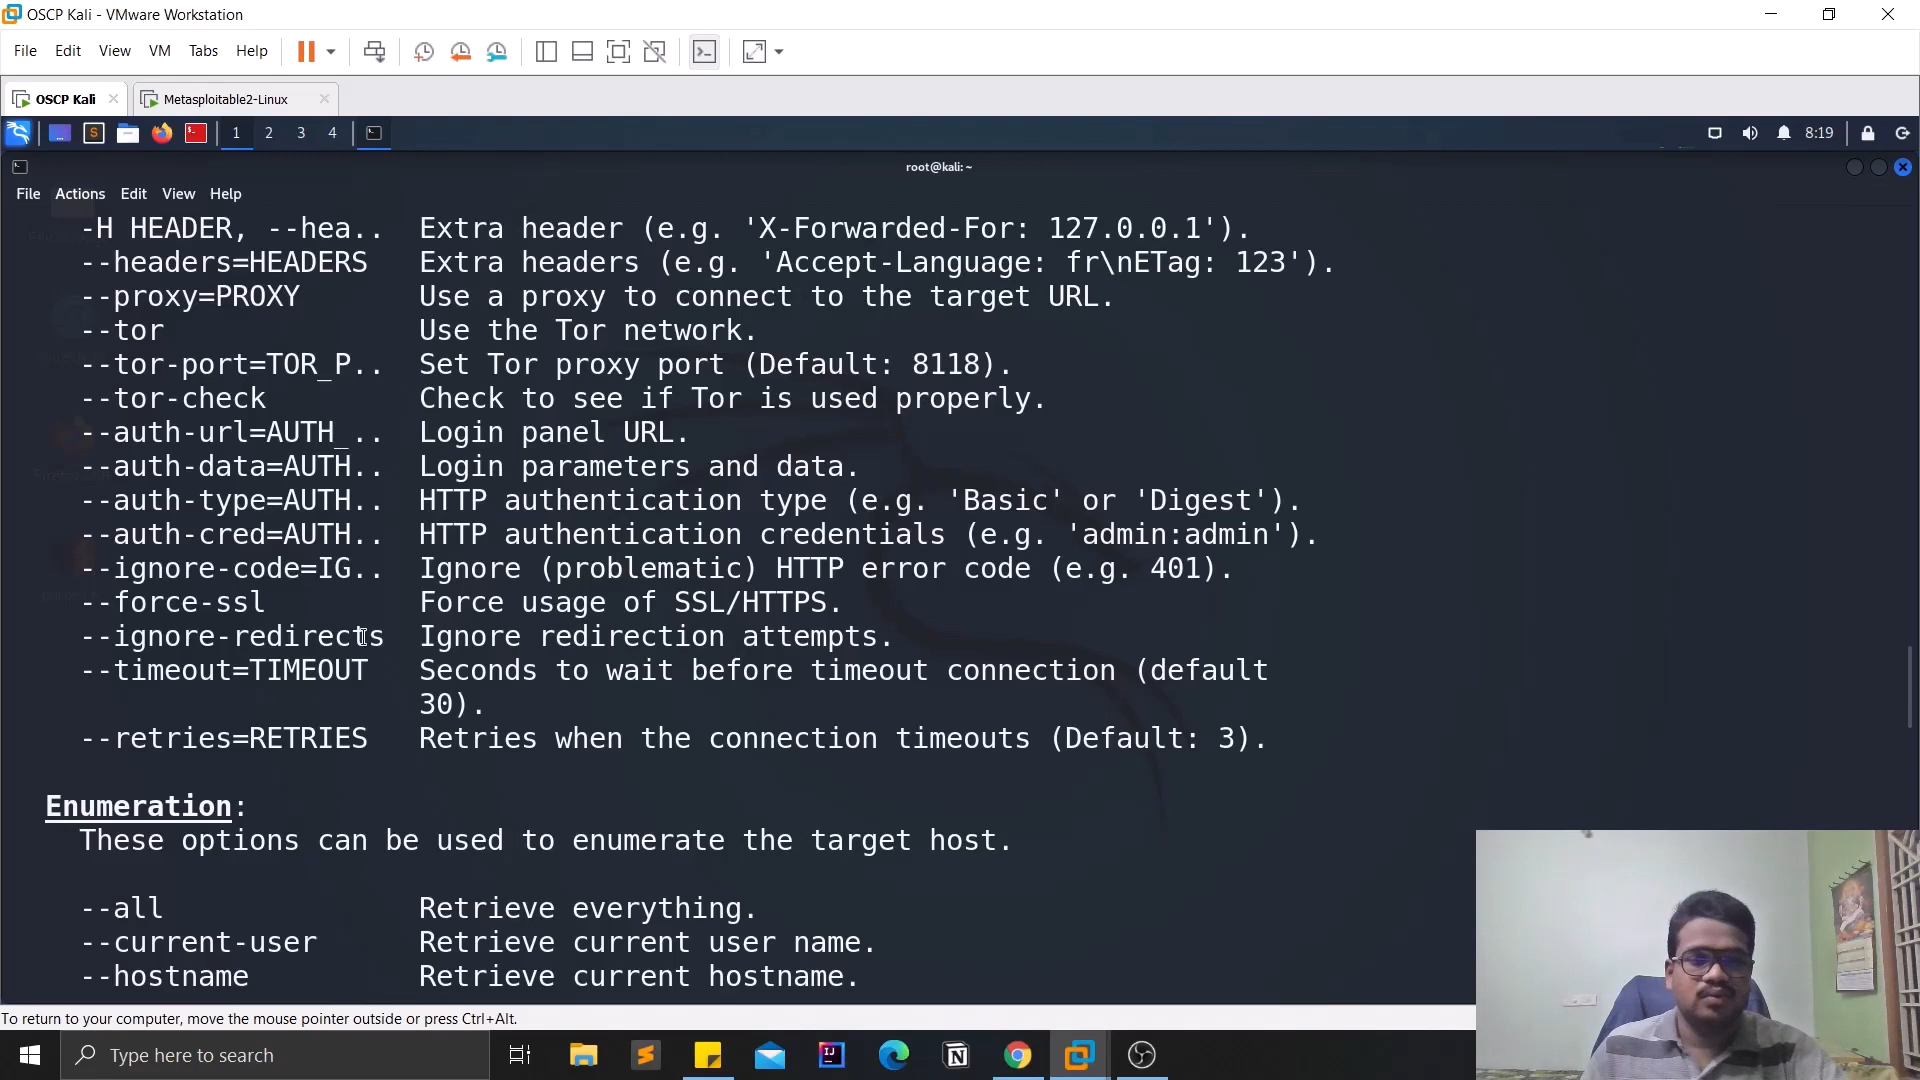 OSCP Kali - VMware Workstation
File Edit View VM Tabs Help
OSCP Kali Metasploitable2-Linux
1 2 3 4 8:19
root@kali: ~
File Actions Edit View Help
-H HEADER, --hea.. Extra header (e.g. 'X-Forwarded-For: 127.0.0.1').
--headers=HEADERS Extra headers (e.g. 'Accept-Language: fr\nETag: 123').
--proxy=PROXY Use a proxy to connect to the target URL.
--tor Use the Tor network.
--tor-port=TOR_P.. Set Tor proxy port (Default: 8118).
--tor-check Check to see if Tor is used properly.
--auth-url=AUTH_.. Login panel URL.
--auth-data=AUTH.. Login parameters and data.
--auth-type=AUTH.. HTTP authentication type (e.g. 'Basic' or 'Digest').
--auth-cred=AUTH.. HTTP authentication credentials (e.g. 'admin:admin').
--ignore-code=IG.. Ignore (problematic) HTTP error code (e.g. 401).
--force-ssl Force usage of SSL/HTTPS.
--ignore-redirects Ignore redirection attempts.
--timeout=TIMEOUT Seconds to wait before timeout connection (default
30).
--retries=RETRIES Retries when the connection timeouts (Default: 3).
Enumeration:
These options can be used to enumerate the target host.
--all Retrieve everything.
--current-user Retrieve current user name.
--hostname Retrieve current hostname.
To return to your computer, move the mouse pointer outside or press Ctrl+Alt.
Type here to search